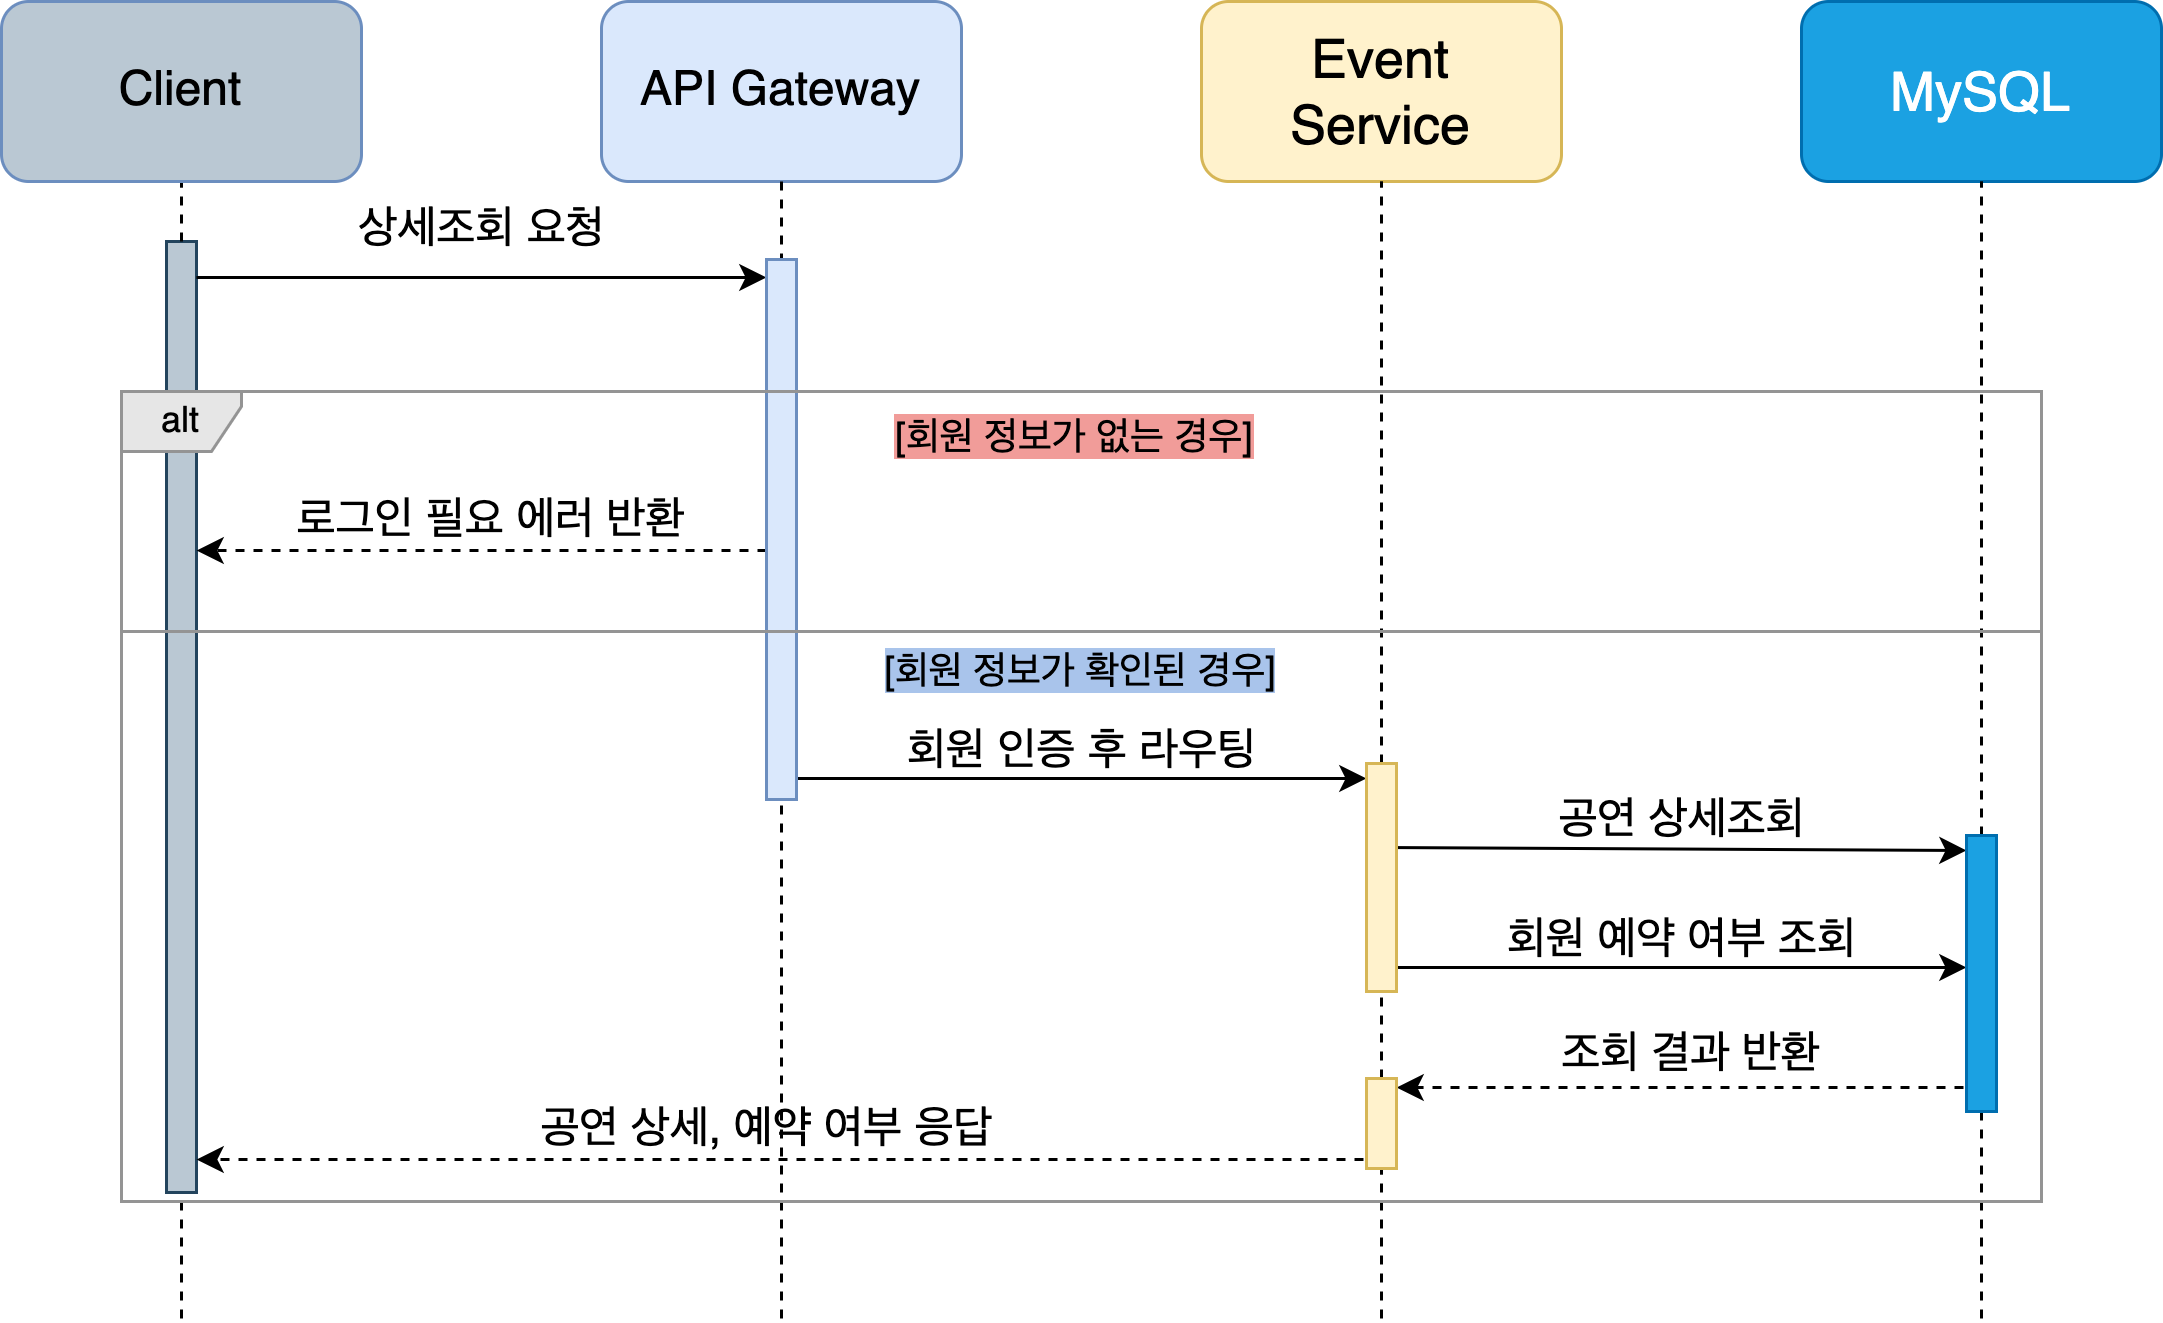 Client
API Gateway
Event
Service
MySQL
상세조회 요청
alt
[회원 정보가 없는 경우]
로그인 필요 에러 반환
[회원 정보가 확인된 경우]
회원 인증 후 라우팅
공연 상세조회
회원 예약 여부 조회
조회 결과 반환
공연 상세, 예약 여부 응답